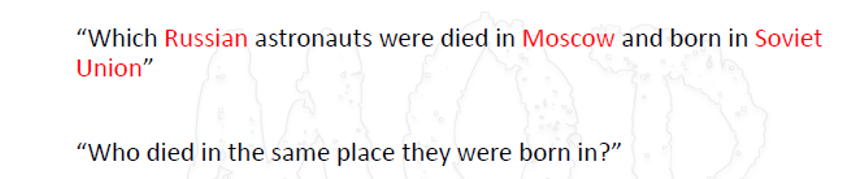 “Which Russian astronauts were died in Moscow and born in Soviet
Union”
“Who died in the same place they were born in?”